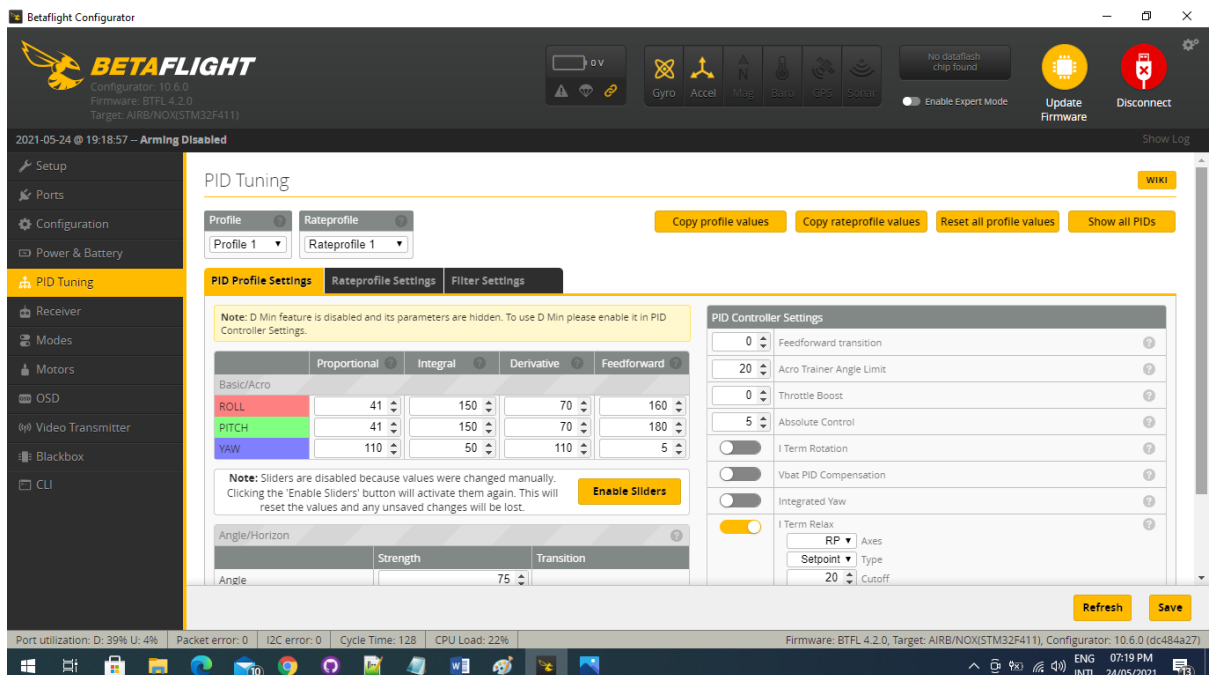 Betaflight Configurator
BETAFLIGHT
Configurator: 10.6.0
Firmware: BTFL 4.2.0
Target: AIRB/NOX(STM32F411)
0 V
Gyro
Accel
Mag
Baro
GPS
Sonar
No dataflash
chip found
Enable Expert Mode
Update
Firmware
Disconnect
2021-05-24 @ 19:18:57 -- Arming Disabled
Show Log
Setup
Ports
Configuration
Power & Battery
PID Tuning
Receiver
Modes
Motors
OSD
Video Transmitter
Blackbox
CLI
PID Tuning
WIKI
Profile
Rateprofile
Profile 1
Rateprofile 1
Copy profile values
Copy rateprofile values
Reset all profile values
Show all PIDs
PID Profile Settings
Rateprofile Settings
Filter Settings
Note: D Min feature is disabled and its parameters are hidden. To use D Min please enable it in PID
Controller Settings.
Proportional Integral Derivative Feedforward
Basic/Acro
ROLL 41 150 70 160
PITCH 41 150 70 180
YAW 110 50 110 5
Note: Sliders are disabled because values were changed manually.
Clicking the 'Enable Sliders' button will activate them again. This will
reset the values and any unsaved changes will be lost.
Enable Sliders
Angle/Horizon
Strength Transition
Angle 75
PID Controller Settings
0 Feedforward transition
20 Acro Trainer Angle Limit
0 Throttle Boost
5 Absolute Control
I Term Rotation
Vbat PID Compensation
Integrated Yaw
I Term Relax
RP Axes
Setpoint Type
20 Cutoff
Refresh
Save
Port utilization: D: 39% U: 4% Packet error: 0 I2C error: 0 Cycle Time: 128 CPU Load: 22%
Firmware: BTFL 4.2.0, Target: AIRB/NOX(STM32F411), Configurator: 10.6.0 (dc484a27)
10
ENG
INTL
07:19 PM
24/05/2021
13